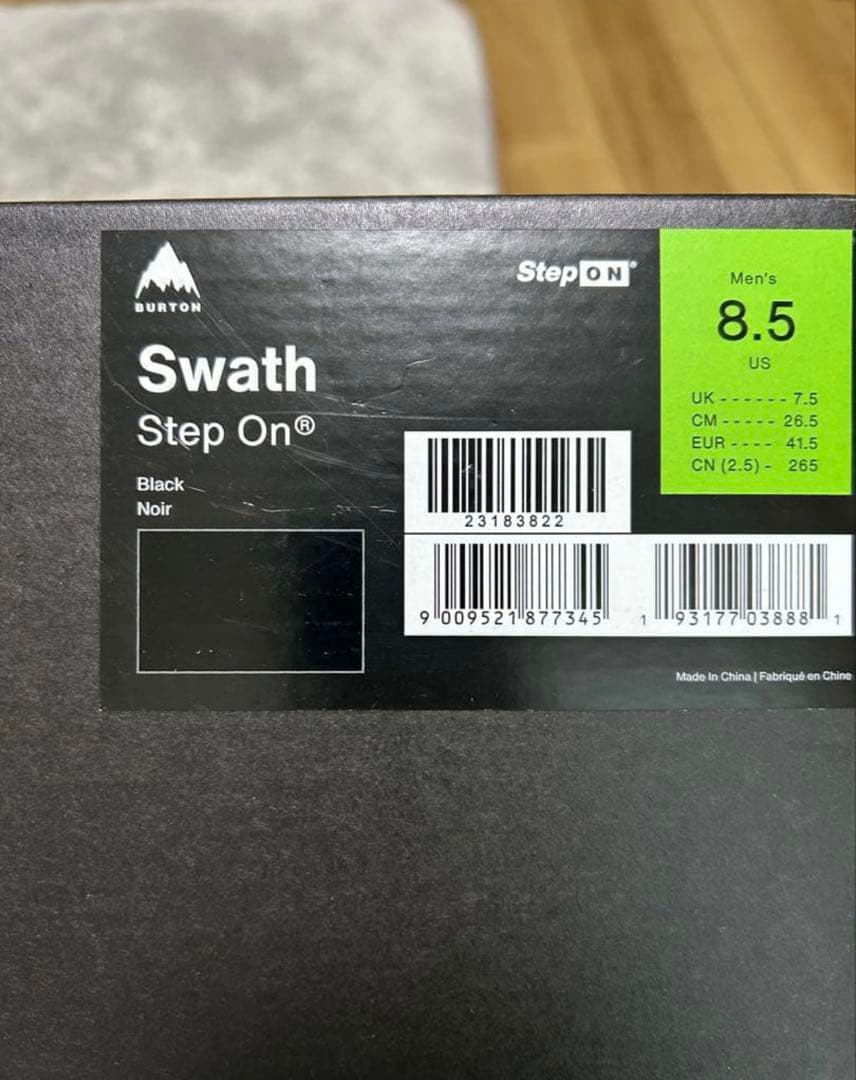 BURTON
Swath
Step On®
Black
Noir
StepON®
Men's
8.5
US
UK ------ 7.5
CM ----- 26.5
EUR ---- 41.5
CN (2.5) - 265
23183822
9 009521 877345
1 93177 03888 1
Made In China | Fabriqué en Chine